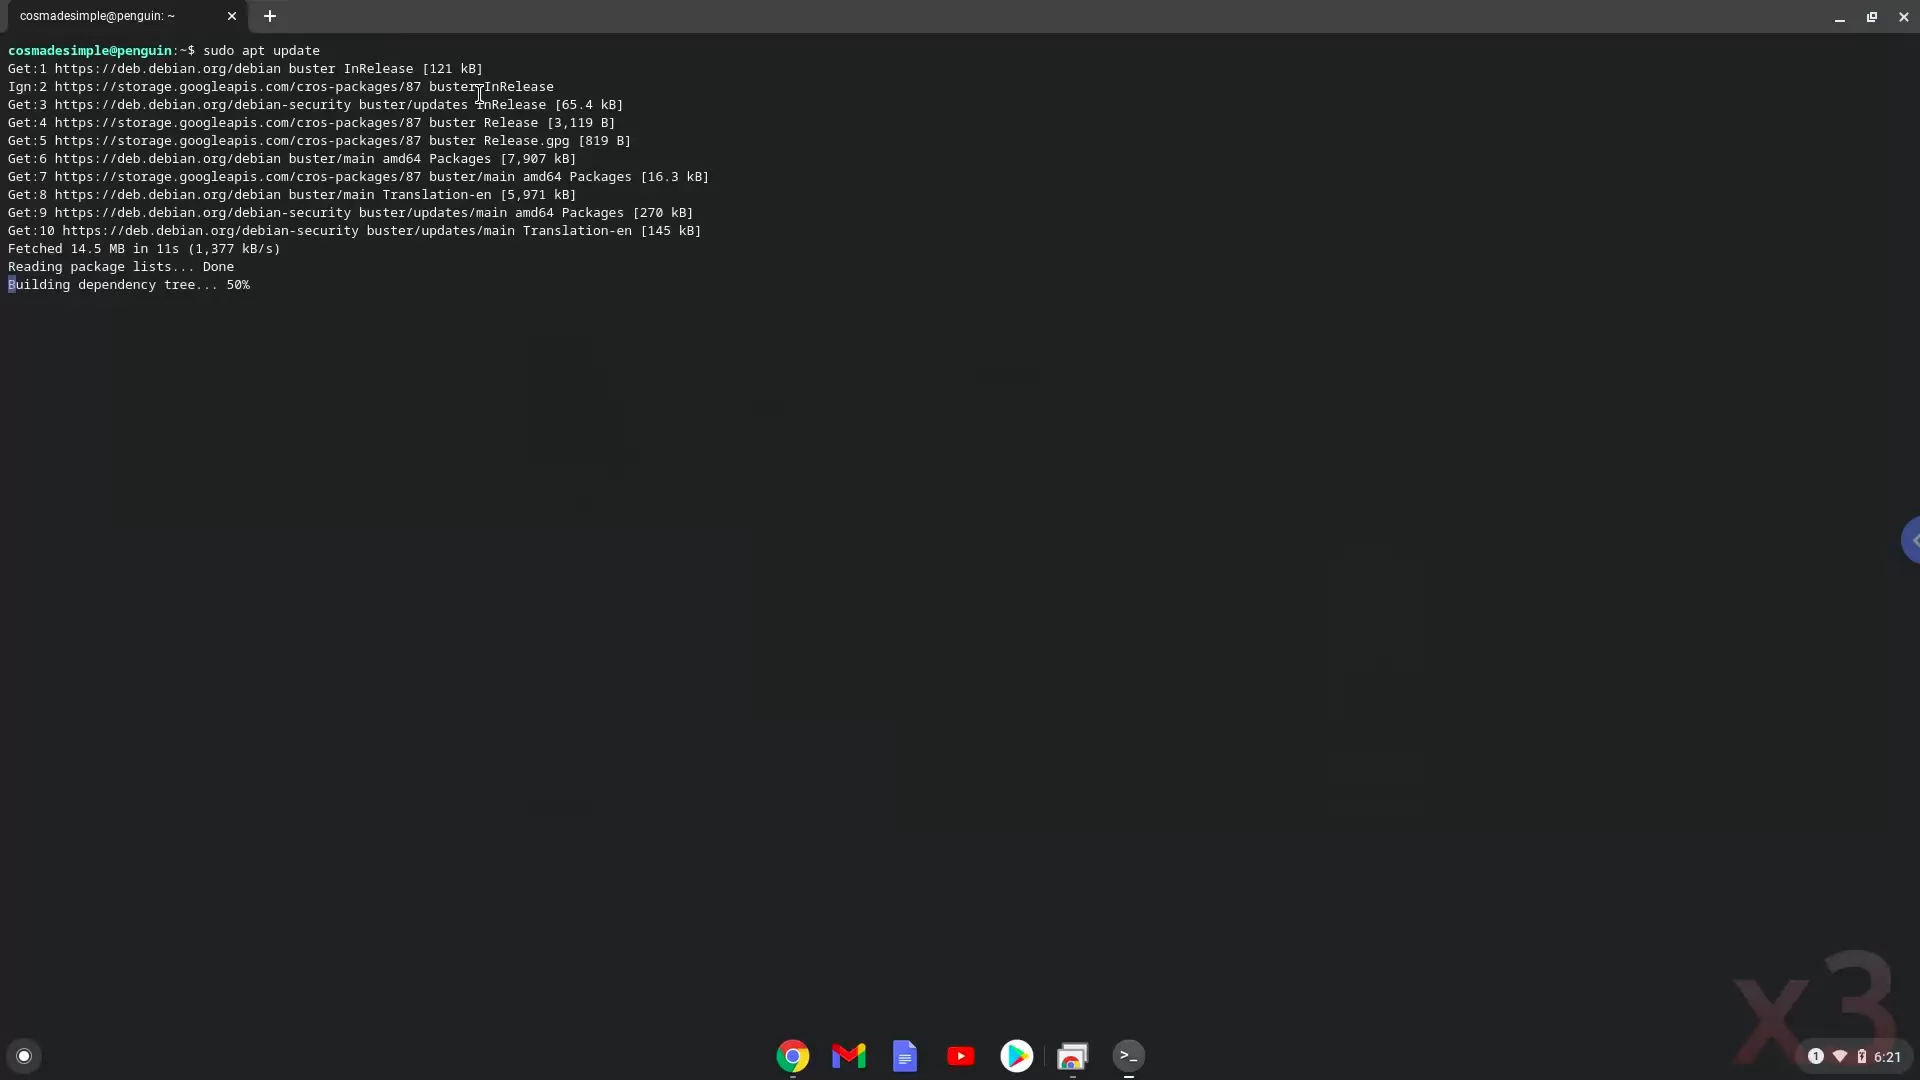 cosmadesimple@penguin: ~
cosmadesimple@penguin:~$ sudo apt update
Get:1 https://deb.debian.org/debian buster InRelease [121 kB]
Ign:2 https://storage.googleapis.com/cros-packages/87 buster InRelease
Get:3 https://deb.debian.org/debian-security buster/updates InRelease [65.4 kB]
Get:4 https://storage.googleapis.com/cros-packages/87 buster Release [3,119 B]
Get:5 https://storage.googleapis.com/cros-packages/87 buster Release.gpg [819 B]
Get:6 https://deb.debian.org/debian buster/main amd64 Packages [7,907 kB]
Get:7 https://storage.googleapis.com/cros-packages/87 buster/main amd64 Packages [16.3 kB]
Get:8 https://deb.debian.org/debian buster/main Translation-en [5,971 kB]
Get:9 https://deb.debian.org/debian-security buster/updates/main amd64 Packages [270 kB]
Get:10 https://deb.debian.org/debian-security buster/updates/main Translation-en [145 kB]
Fetched 14.5 MB in 11s (1,377 kB/s)
Reading package lists... Done
Building dependency tree... 50%
x3
>_
1 6:21